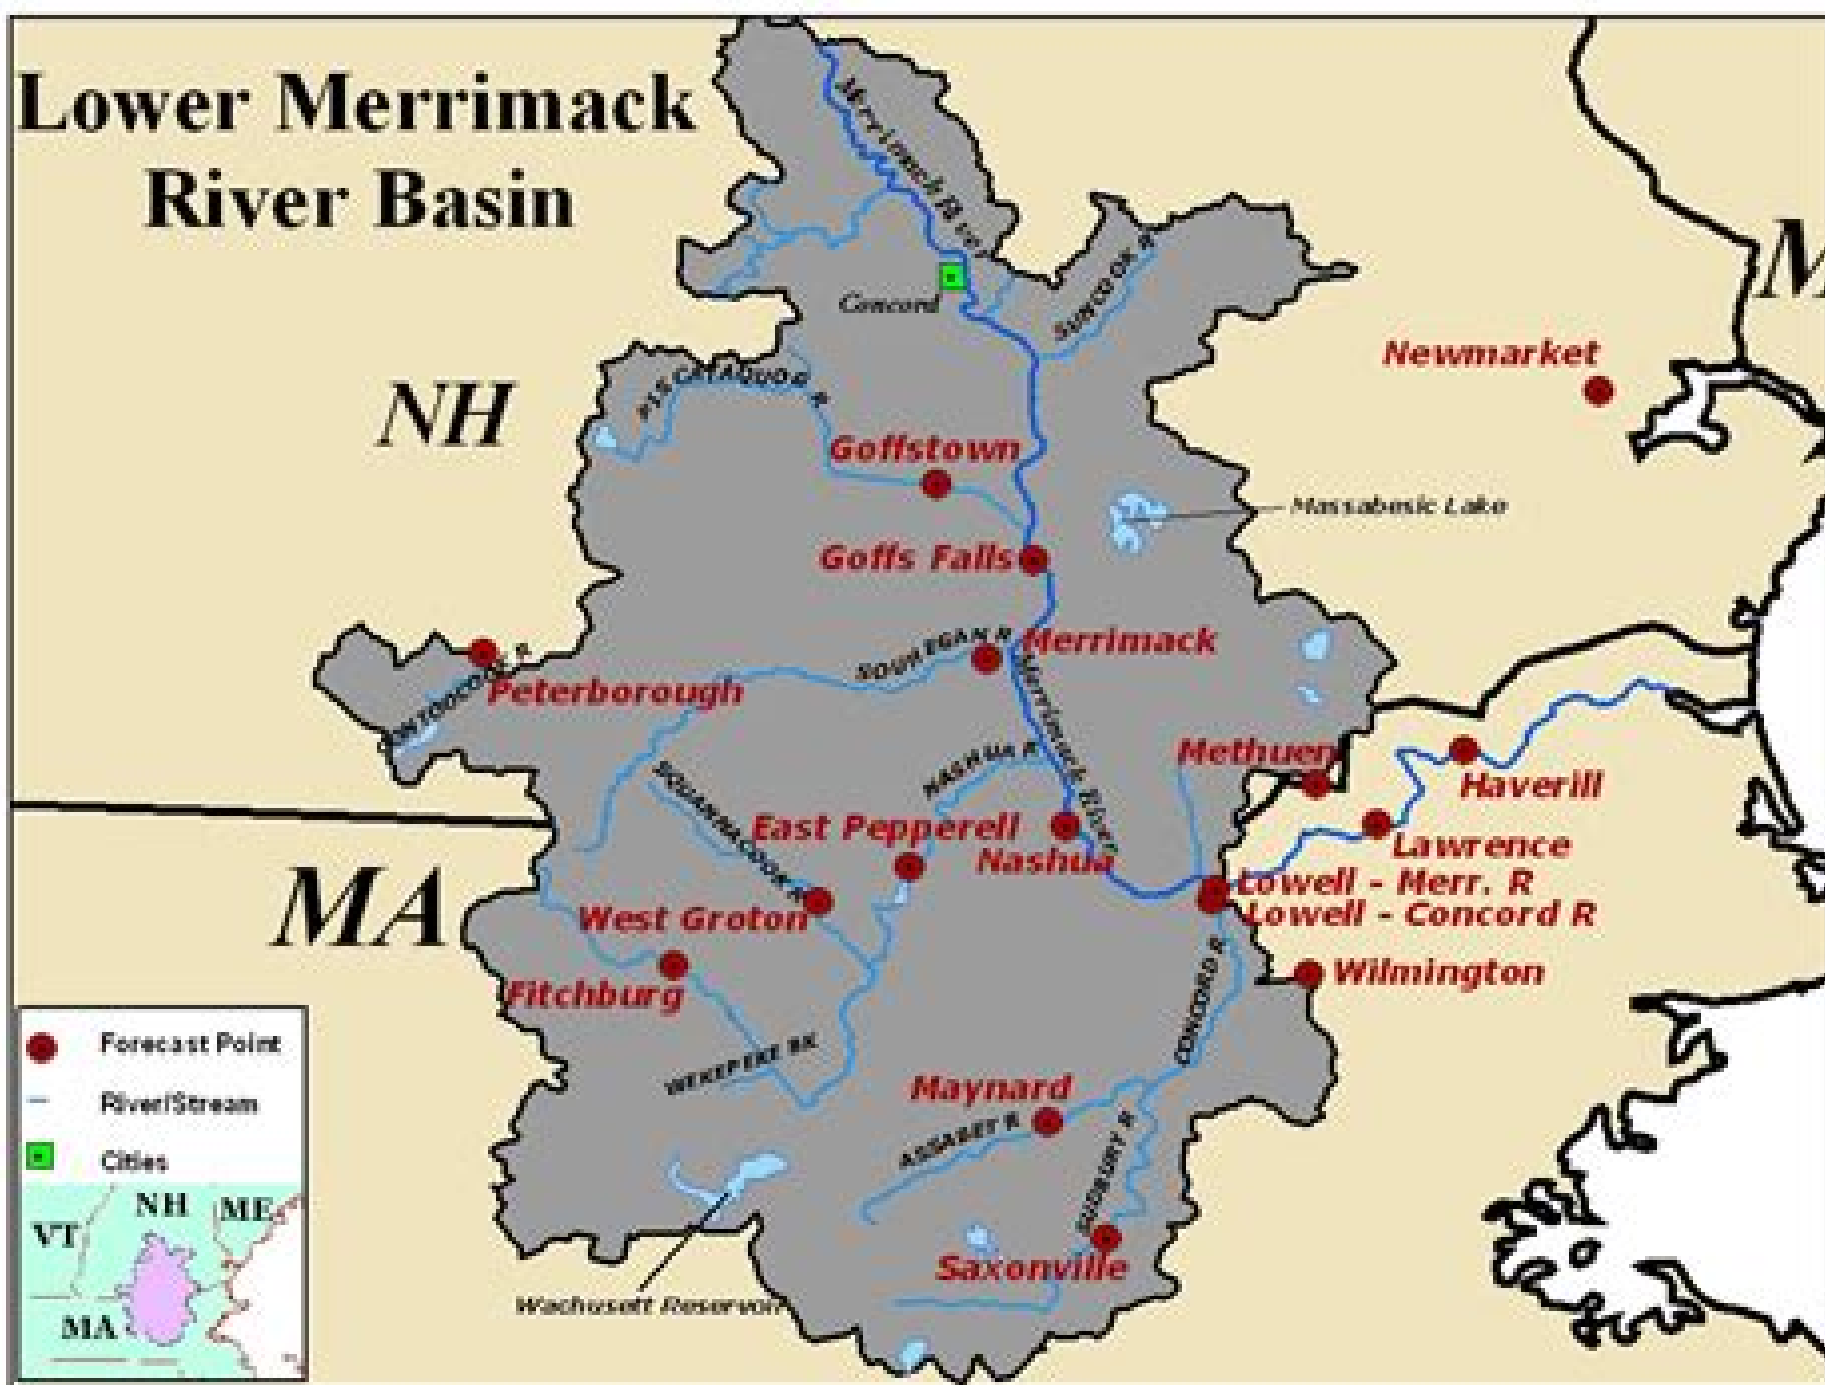 Lower Merrimack
River Basin
Merrimack River
Concord
SUNCOOK R
M
Newmarket
NH
PISCATAQUOG R
Goffstown
Massabesic Lake
Goffs Falls
SOUHEGAN R
Merrimack
CONTOOCOOK R
Peterborough
Merrimack River
NASHUA R
Methuen
Haverill
SQUANNACOOK R
East Pepperell
Nashua
Lawrence
MA
West Groton
Lowell - Merr. R
Lowell - Concord R
Fitchburg
CONCORD R
Wilmington
WEKEPEKE BK
Maynard
ASSABET R
SUDBURY R
Saxonville
Wachusett Reservoir
Forecast Point
River/Stream
Cities
NH
ME
VT
MA